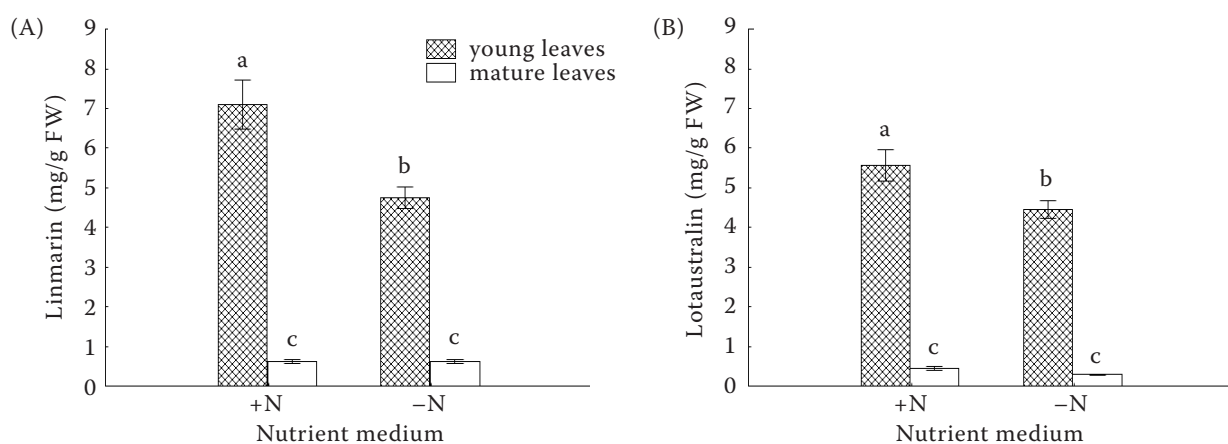 (A)
Linmarin (mg/g FW)
9
8
7
6
5
4
3
2
1
0
young leaves
mature leaves
a
b
c
c
+N
−N
Nutrient medium
(B)
Lotaustralin (mg/g FW)
9
8
7
6
5
4
3
2
1
0
a
b
c
c
+N
−N
Nutrient medium